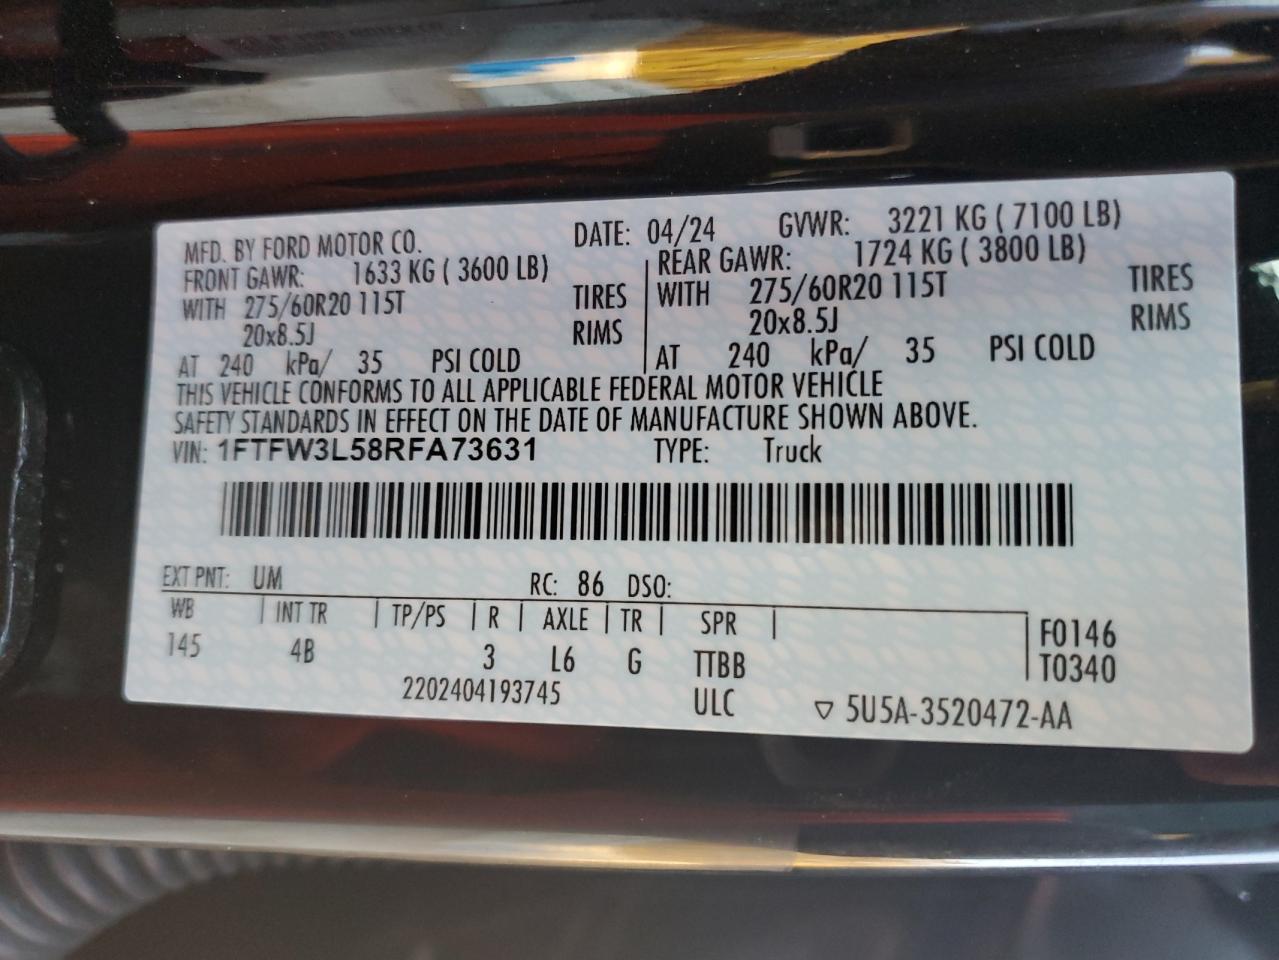 MFD. BY FORD MOTOR CO. DATE: 04/24 GVWR: 3221 KG ( 7100 LB)
FRONT GAWR: 1633 KG ( 3600 LB) REAR GAWR: 1724 KG ( 3800 LB)
WITH 275/60R20 115T TIRES WITH 275/60R20 115T TIRES
20x8.5J RIMS 20x8.5J RIMS
AT 240 kPa/ 35 PSI COLD AT 240 kPa/ 35 PSI COLD
THIS VEHICLE CONFORMS TO ALL APPLICABLE FEDERAL MOTOR VEHICLE
SAFETY STANDARDS IN EFFECT ON THE DATE OF MANUFACTURE SHOWN ABOVE.
VIN: 1FTFW3L58RFA73631 TYPE: Truck
EXT PNT: UM RC: 86 DSO:
WB INT TR TP/PS R AXLE TR SPR F0146
145 4B 3 L6 G TTBB T0340
2202404193745 ULC ▽ 5U5A-3520472-AA